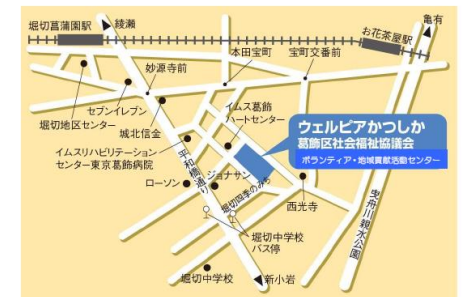 堀切菖蒲園駅
綾瀬
お花茶屋駅
亀有
妙源寺前
本田宝町
宝町交番前
セブンイレブン
堀切地区センター
城北信金
イムス葛飾
ハートセンター
ウェルピアかつしか
葛飾区社会福祉協議会
ボランティア・地域貢献活動センター
イムスリハビリテーション
センター東京葛飾病院
平和橋通り
ローソン
ジョナサン
堀切四季のみち
西光寺
曳舟川親水公園
堀切中学校
バス停
堀切中学校
新小岩